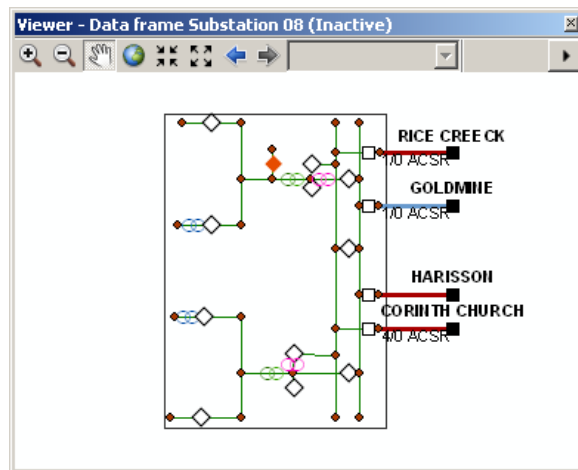 Viewer - Data frame Substation 08 (Inactive)
RICE CREECK
1/0 ACSR
GOLDMINE
1/0 ACSR
HARISSON
CORINTH CHURCH
4/0 ACSR